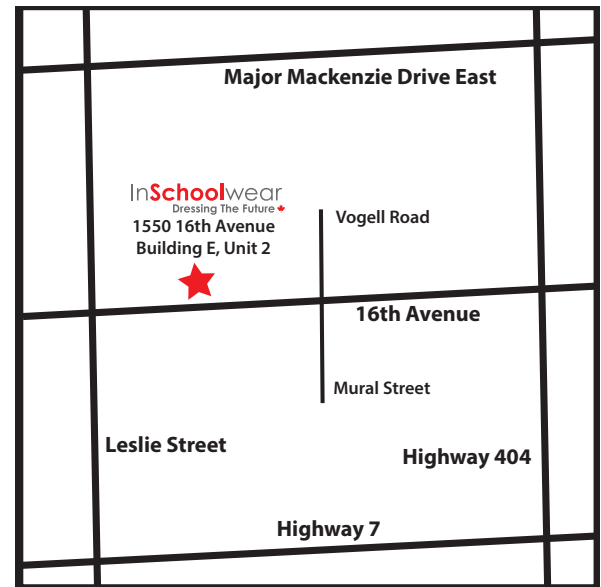 Major Mackenzie Drive East
InSchoolwear
Dressing The Future
1550 16th Avenue
Building E, Unit 2
Vogell Road
16th Avenue
Mural Street
Leslie Street
Highway 404
Highway 7